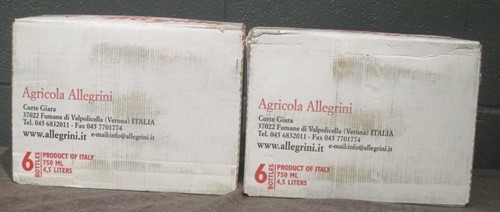 Agricola Allegrini
Corte Giara
37022 Fumane di Valpolicella (Verona) ITALIA
Tel. 045 6832011 - Fax 045 7701774
www.allegrini.it e-mail:info@allegrini.it
6 BOTTLES
PRODUCT OF ITALY
750 ML
4,5 LITERS
Agricola Allegrini
Corte Giara
37022 Fumane di Valpolicella (Verona) ITALIA
Tel. 045 6832011 - Fax 045 7701774
www.allegrini.it e-mail:info@allegrini.it
6 BOTTLES
PRODUCT OF ITALY
750 ML
4,5 LITERS